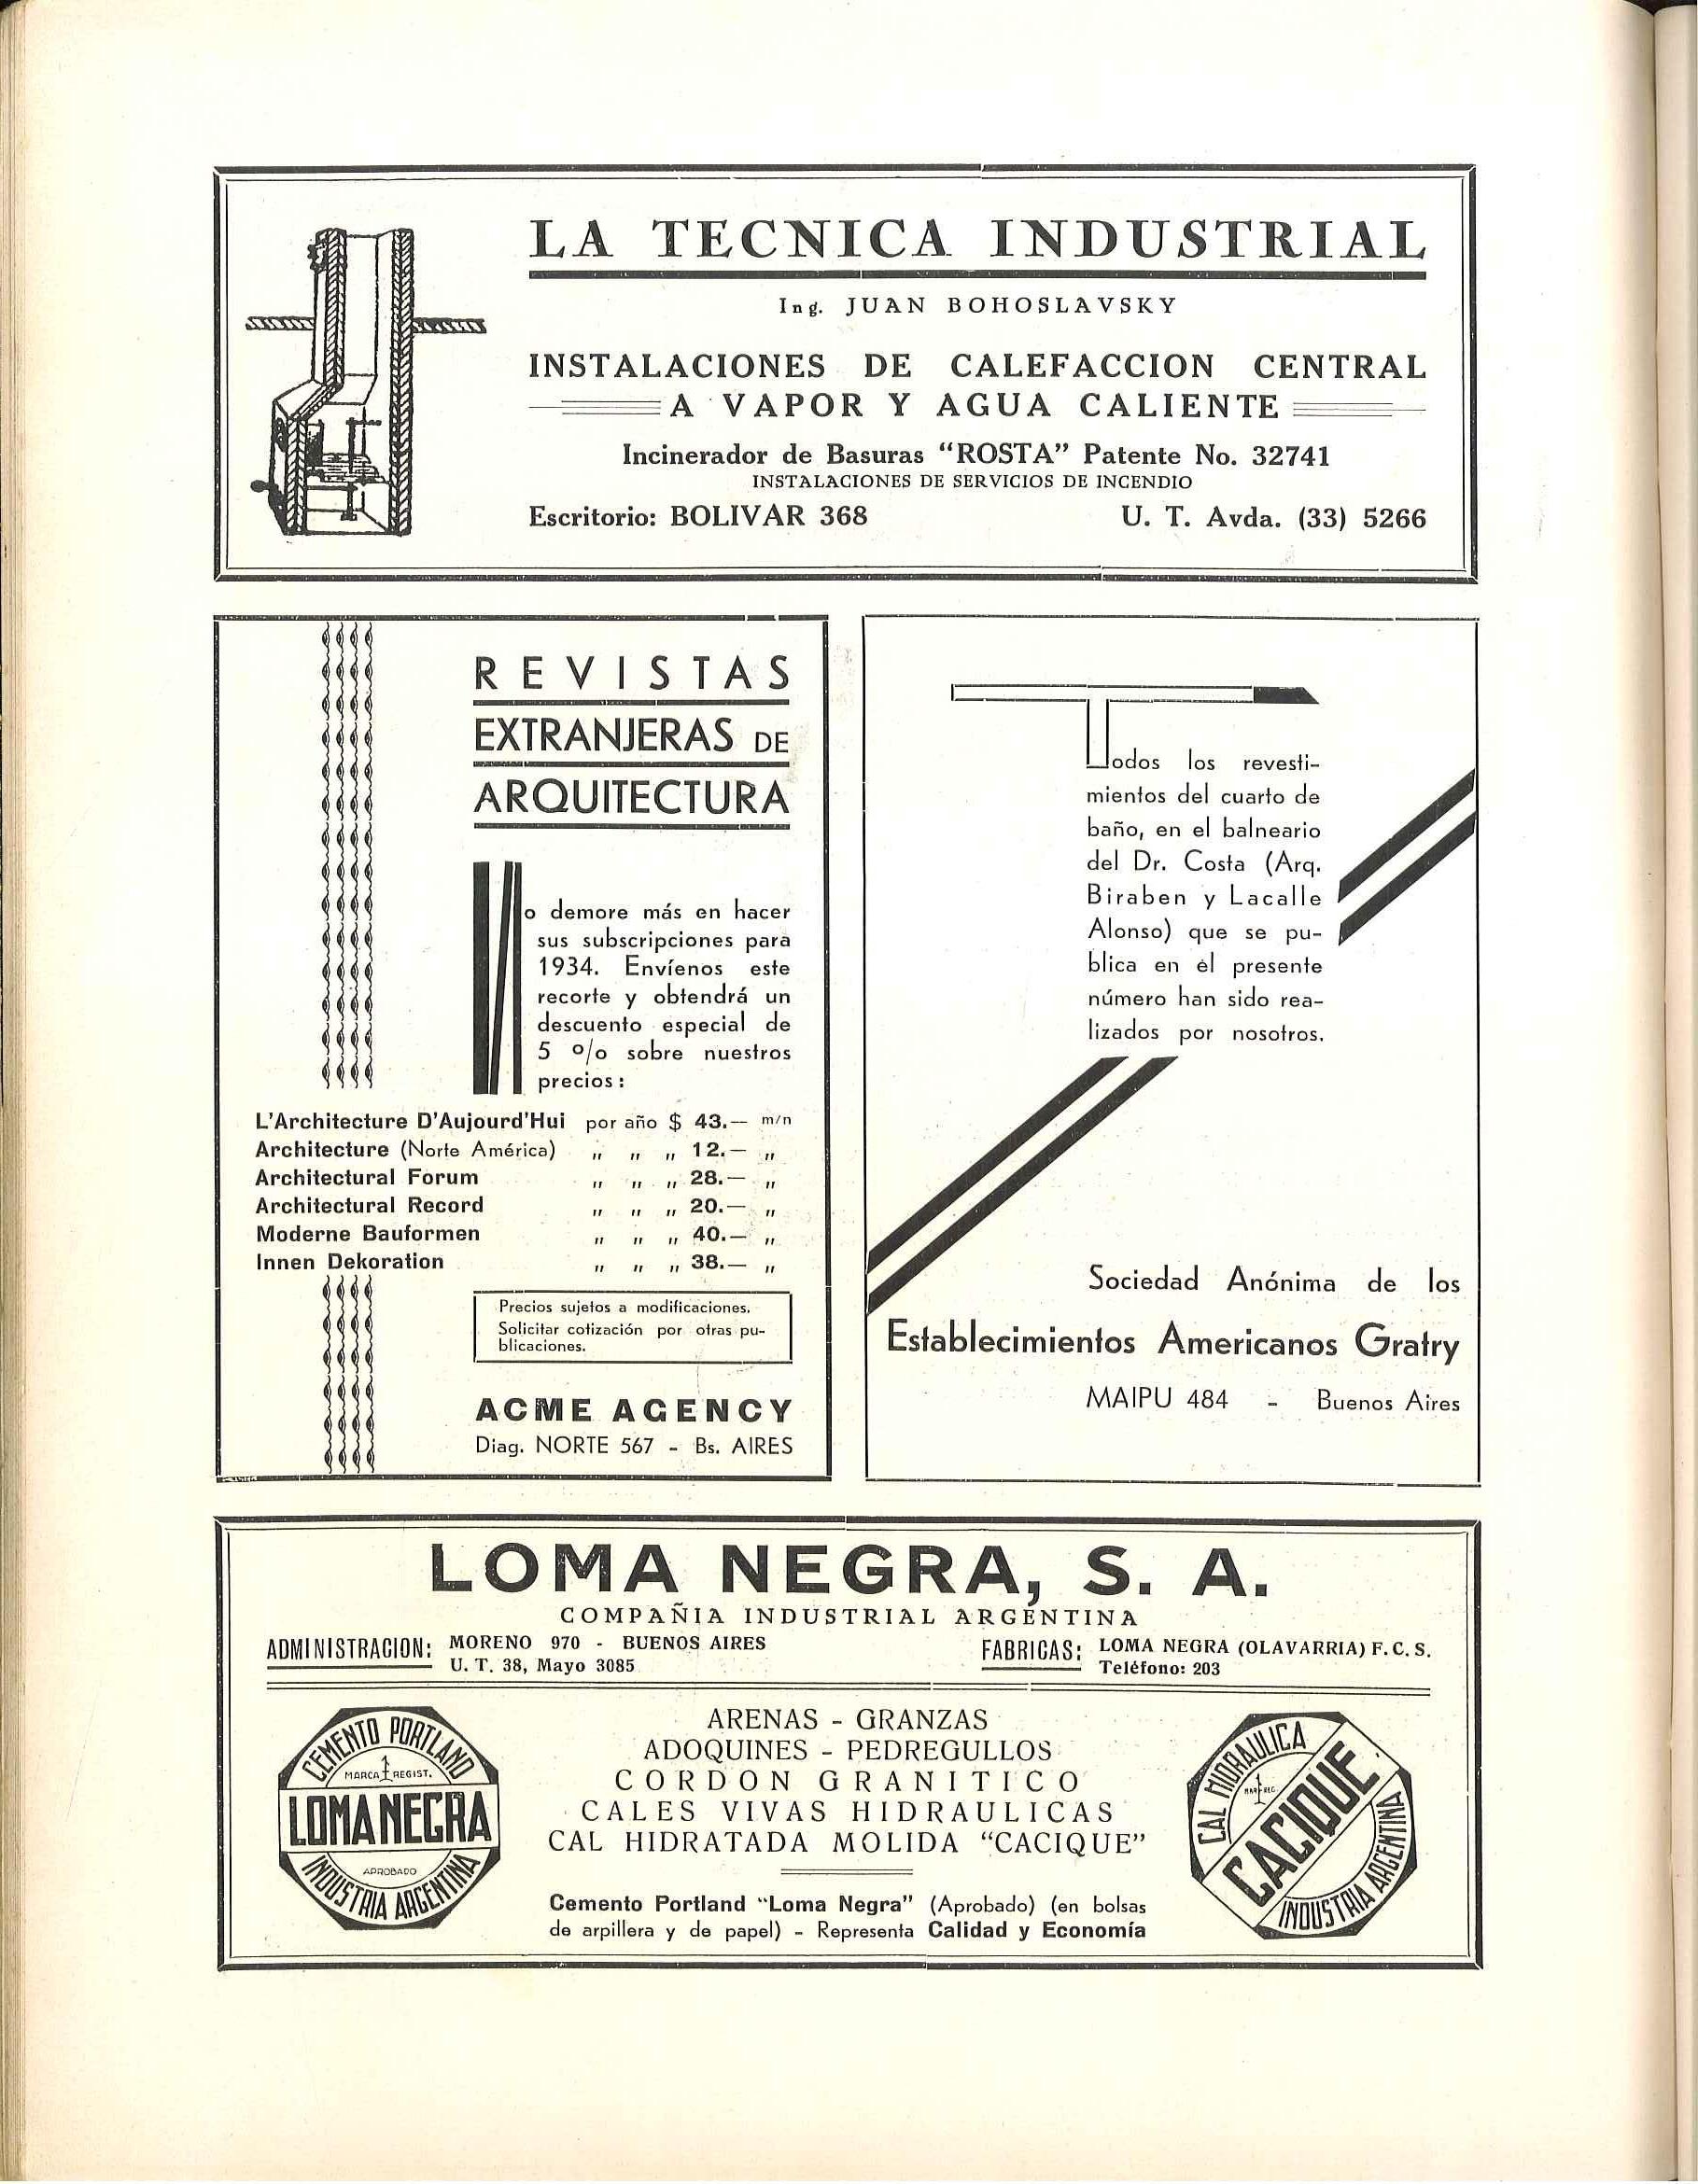 LA TECNICA INDUSTRIAL
Ing. JUAN BOHOSLAVSKY
INSTALACIONES DE CALEFACCION CENTRAL
A VAPOR Y AGUA CALIENTE
Incinerador de Basuras “ROSTA” Patente No. 32741
INSTALACIONES DE SERVICIOS DE INCENDIO
Escritorio: BOLIVAR 368 U. T. Avda. (33) 5266
REVISTAS
EXTRANJERAS DE
ARQUITECTURA
No demore más en hacer
sus subscripciones para
1934. Envíenos este
recorte y obtendrá un
descuento especial de
5 o/o sobre nuestros
precios:
L'Architecture D'Aujourd'Hui por año $ 43.— m/n
Architecture (Norte América) „ „ „ 12.— „
Architectural Forum „ „ „ 28.— „
Architectural Record „ „ „ 20.— „
Moderne Bauformen „ „ „ 40.— „
Innen Dekoration „ „ „ 38.— „
Precios sujetos a modificaciones.
Solicitar cotización por otras pu-
blicaciones.
ACME AGENCY
Diag. NORTE 567 - Bs. AIRES
Todos los revesti-
mientos del cuarto de
baño, en el balneario
del Dr. Costa (Arq.
Biraben y Lacalle
Alonso) que se pu-
blica en él presente
número han sido rea-
lizados por nosotros.
Sociedad Anónima de los
Establecimientos Americanos Gratry
MAIPU 484 - Buenos Aires
LOMA NEGRA, S. A.
COMPAÑIA INDUSTRIAL ARGENTINA
ADMINISTRACION: MORENO 970 - BUENOS AIRES
U. T. 38, Mayo 3085
FABRICAS: LOMA NEGRA (OLAVARRIA) F. C. S.
Teléfono: 203
CEMENTO PORTLAND
MARCA REGIST.
LOMA NEGRA
APROBADO
INDUSTRIA ARGENTINA
ARENAS - GRANZAS
ADOQUINES - PEDREGULLOS
CORDON GRANITICO
CALES VIVAS HIDRAULICAS
CAL HIDRATADA MOLIDA “CACIQUE”
Cemento Portland “Loma Negra” (Aprobado) (en bolsas
de arpillera y de papel) - Representa Calidad y Economía
CAL HIDRAULICA
MAR REG.
CACIQUE
INDUSTRIA ARGENTINA